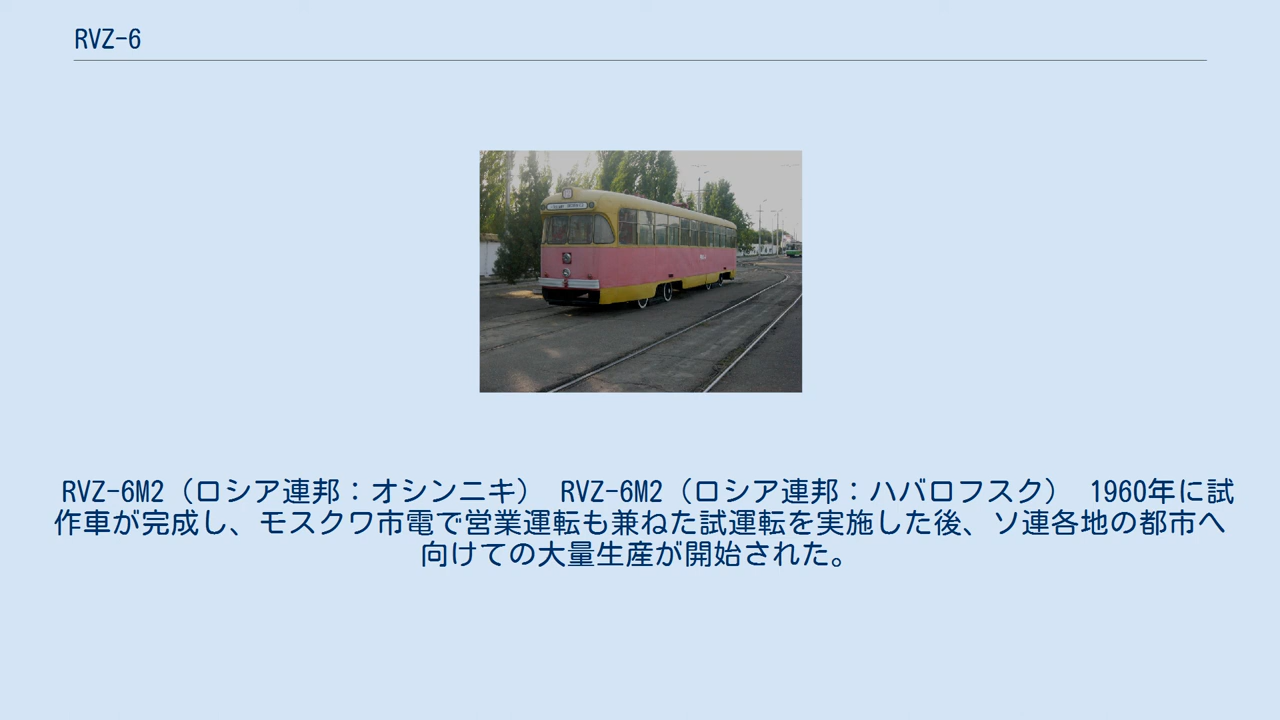 RVZ-6
RVZ-6M2（ロシア連邦：オシンニキ） RVZ-6M2（ロシア連邦：ハバロフスク） 1960年に試
作車が完成し、モスクワ市電で営業運転も兼ねた試運転を実施した後、ソ連各地の都市へ
向けての大量生産が開始された。